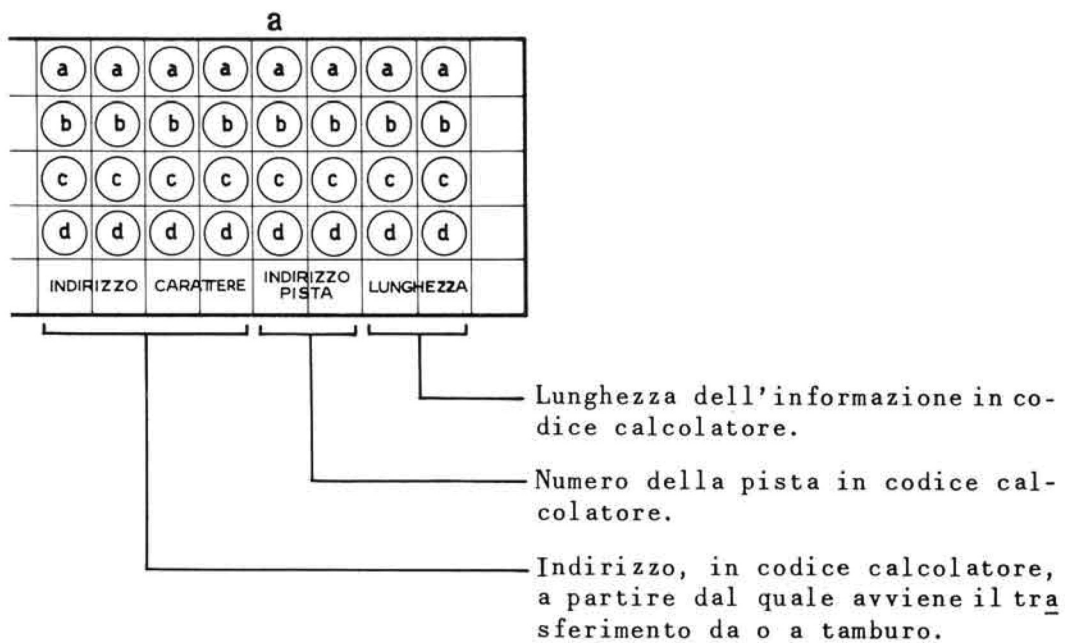 a
a a a a a a a a
b b b b b b b b
c c c c c c c c
d d d d d d d d
INDIRIZZO CARATTERE INDIRIZZO PISTA LUNGHEZZA
Lunghezza dell'informazione in co-
dice calcolatore.
Numero della pista in codice cal-
colatore.
Indirizzo, in codice calcolatore,
a partire dal quale avviene il tra
sferimento da o a tamburo.